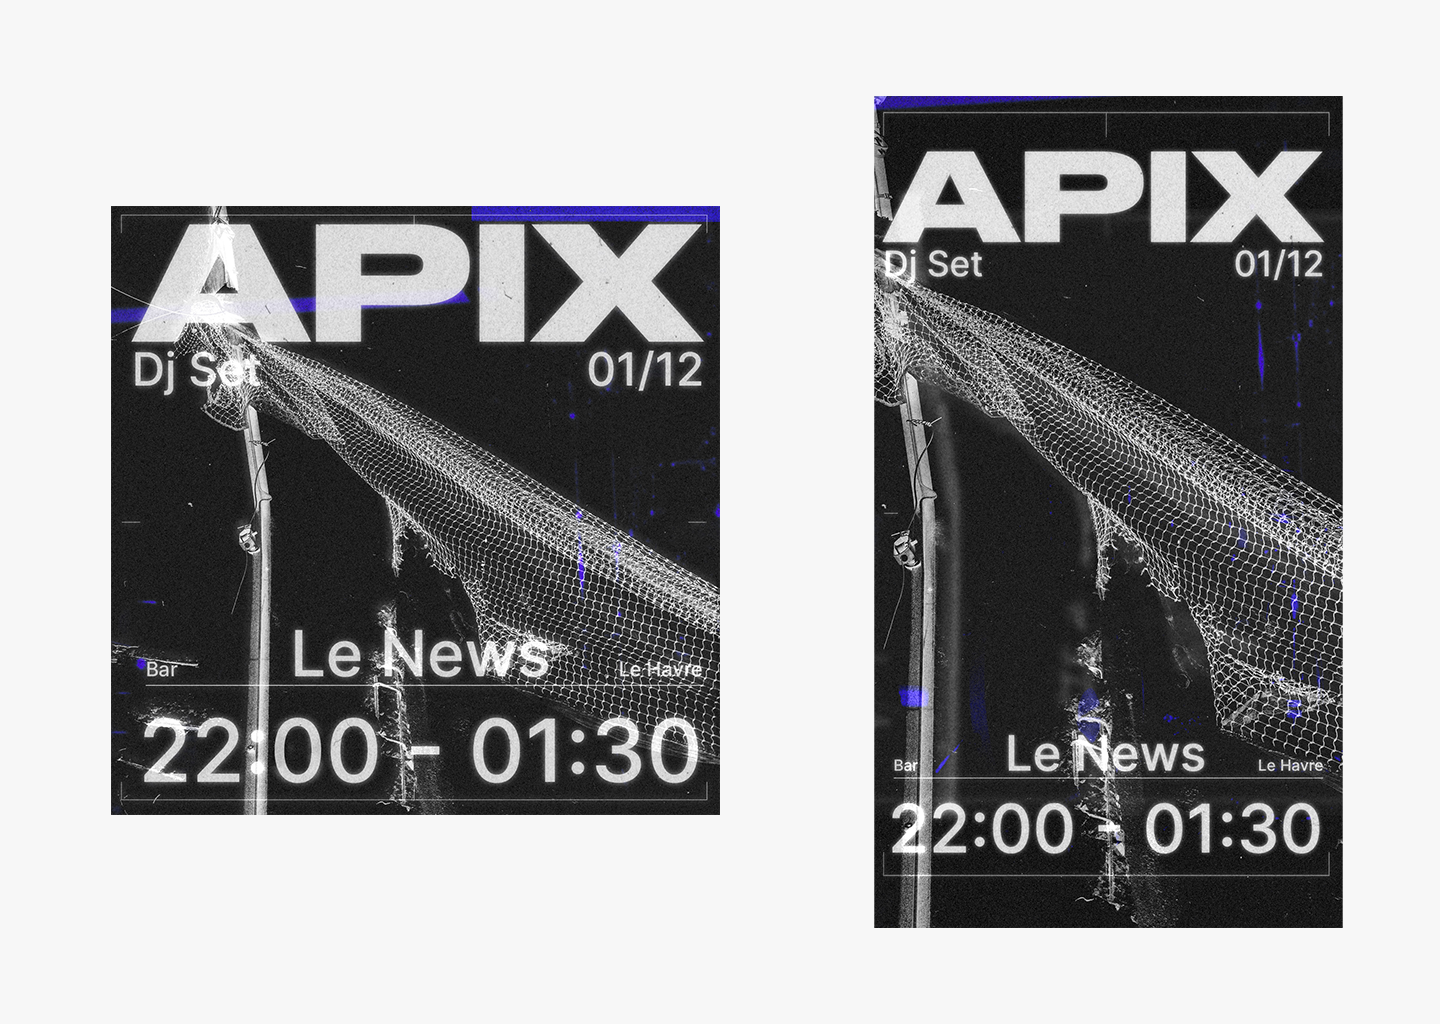 APIX
Dj Set 01/12
Bar Le News Le Havre
22:00 - 01:30
APIX
Dj Set 01/12
Bar Le News Le Havre
22:00 - 01:30